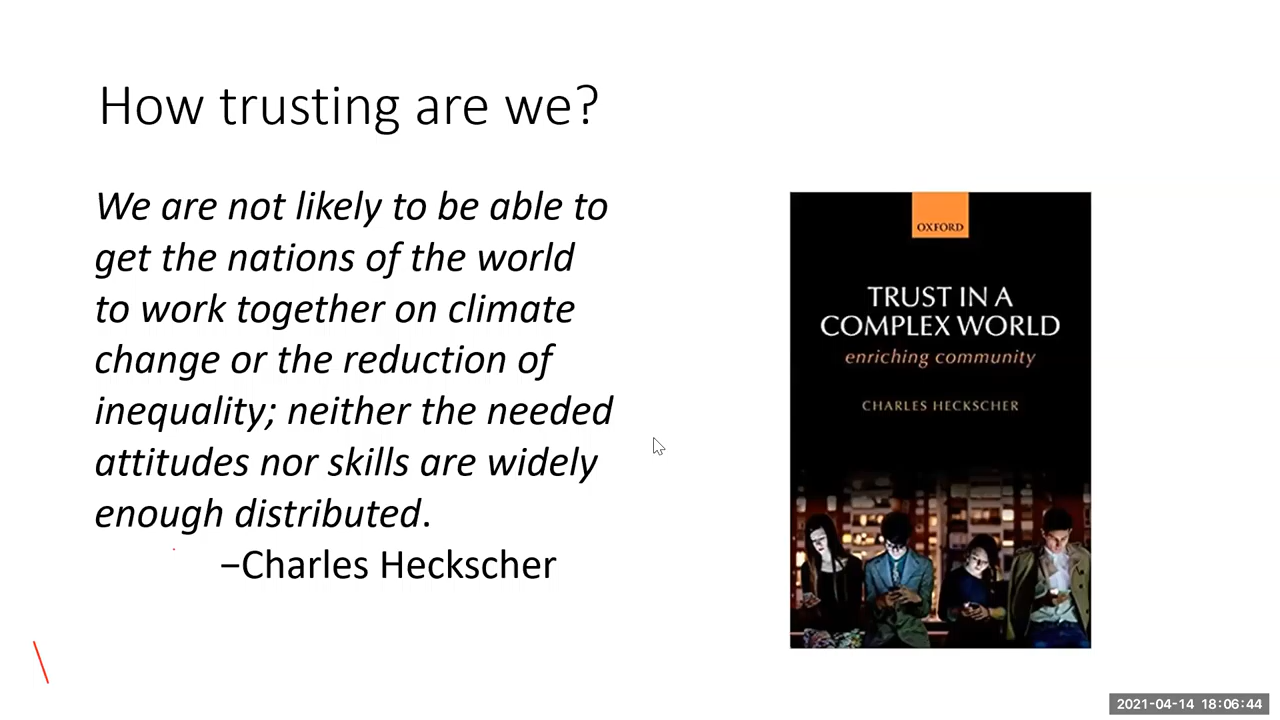 How trusting are we?
We are not likely to be able to
get the nations of the world
to work together on climate
change or the reduction of
inequality; neither the needed
attitudes nor skills are widely
enough distributed.
–Charles Heckscher
OXFORD
TRUST IN A
COMPLEX WORLD
enriching community
CHARLES HECKSCHER
2021-04-14 18:06:44